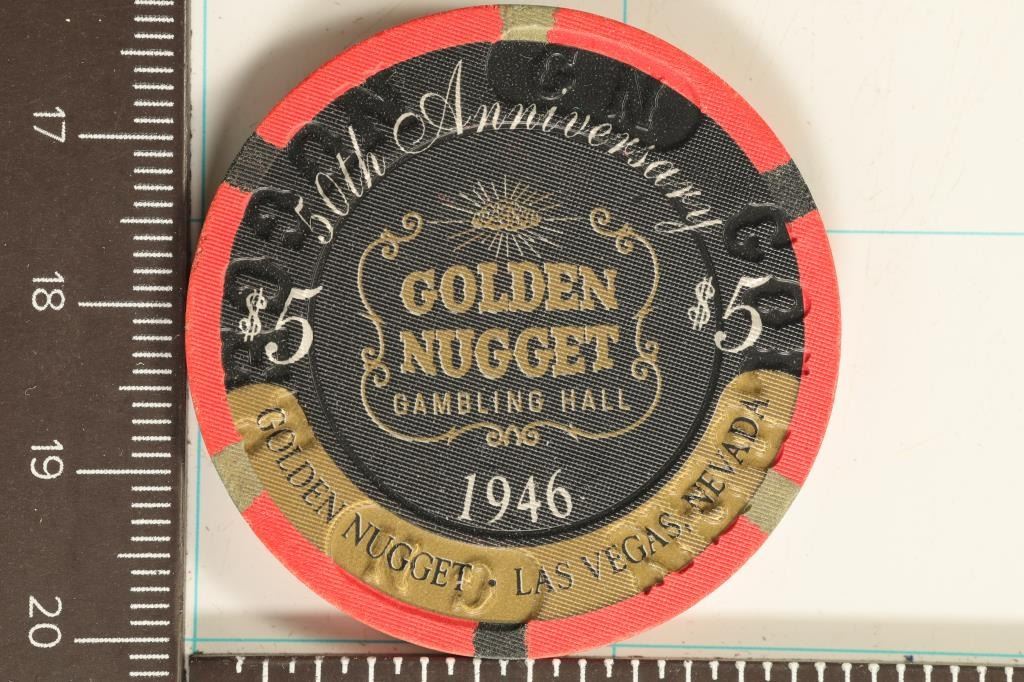 50th Anniversary
$5
$5
GOLDEN
NUGGET
GAMBLING HALL
1946
GOLDEN NUGGET • LAS VEGAS, NEVADA
17
18
19
20